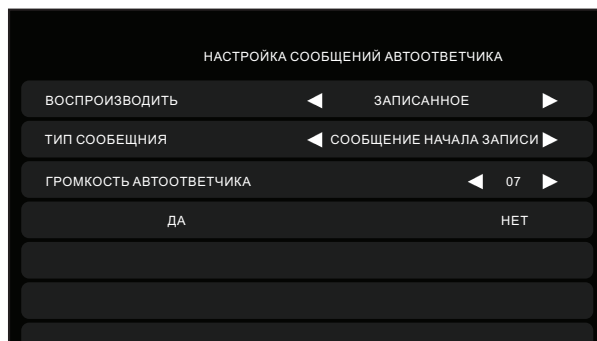 НАСТРОЙКА СООБЩЕНИЙ АВТООТВЕТЧИКА
ВОСПРОИЗВОДИТЬ ЗАПИСАННОЕ
ТИП СООБЕЩНИЯ СООБЩЕНИЕ НАЧАЛА ЗАПИСИ
ГРОМКОСТЬ АВТООТВЕТЧИКА 07
ДА НЕТ